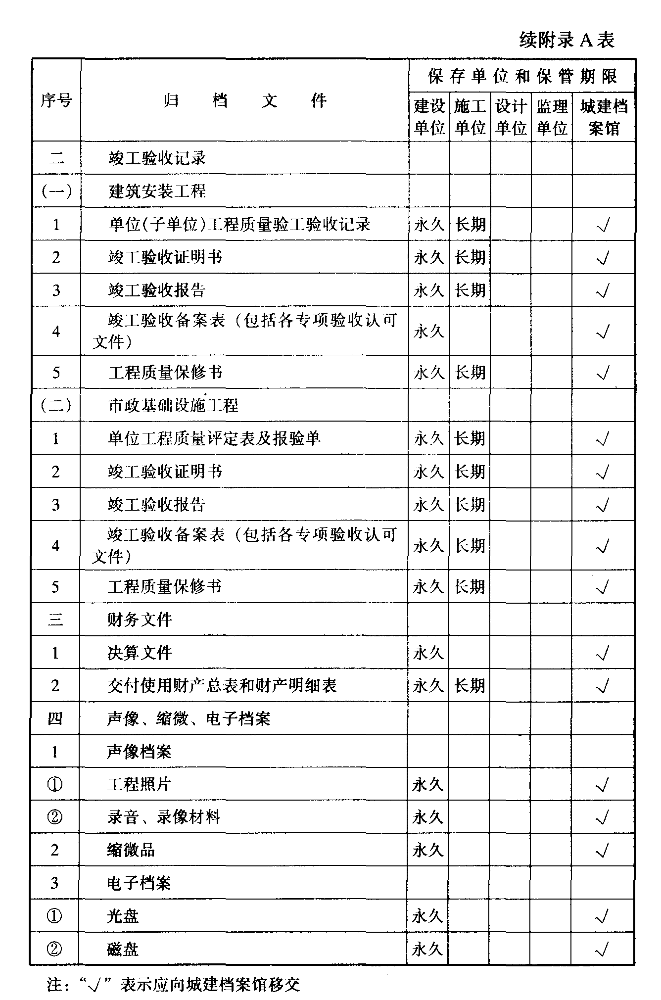 续附录 A 表
序号 归档文件 保存单位和保管期限
建设单位 施工单位 设计单位 监理单位 城建档案馆
二 竣工验收记录
(一) 建筑安装工程
1 单位(子单位)工程质量验工验收记录 永久 长期 √
2 竣工验收证明书 永久 长期 √
3 竣工验收报告 永久 长期 √
4 竣工验收备案表（包括各专项验收认可
文件） 永久 √
5 工程质量保修书 永久 长期 √
(二) 市政基础设施工程
1 单位工程质量评定表及报验单 永久 长期 √
2 竣工验收证明书 永久 长期 √
3 竣工验收报告 永久 长期 √
4 竣工验收备案表（包括各专项验收认可
文件） 永久 长期 √
5 工程质量保修书 永久 长期 √
三 财务文件
1 决算文件 永久 √
2 交付使用财产总表和财产明细表 永久 长期 √
四 声像、缩微、电子档案
1 声像档案
① 工程照片 永久 √
② 录音、录像材料 永久 √
2 缩微品 永久 √
3 电子档案
① 光盘 永久 √
② 磁盘 永久 √
注：“√”表示应向城建档案馆移交